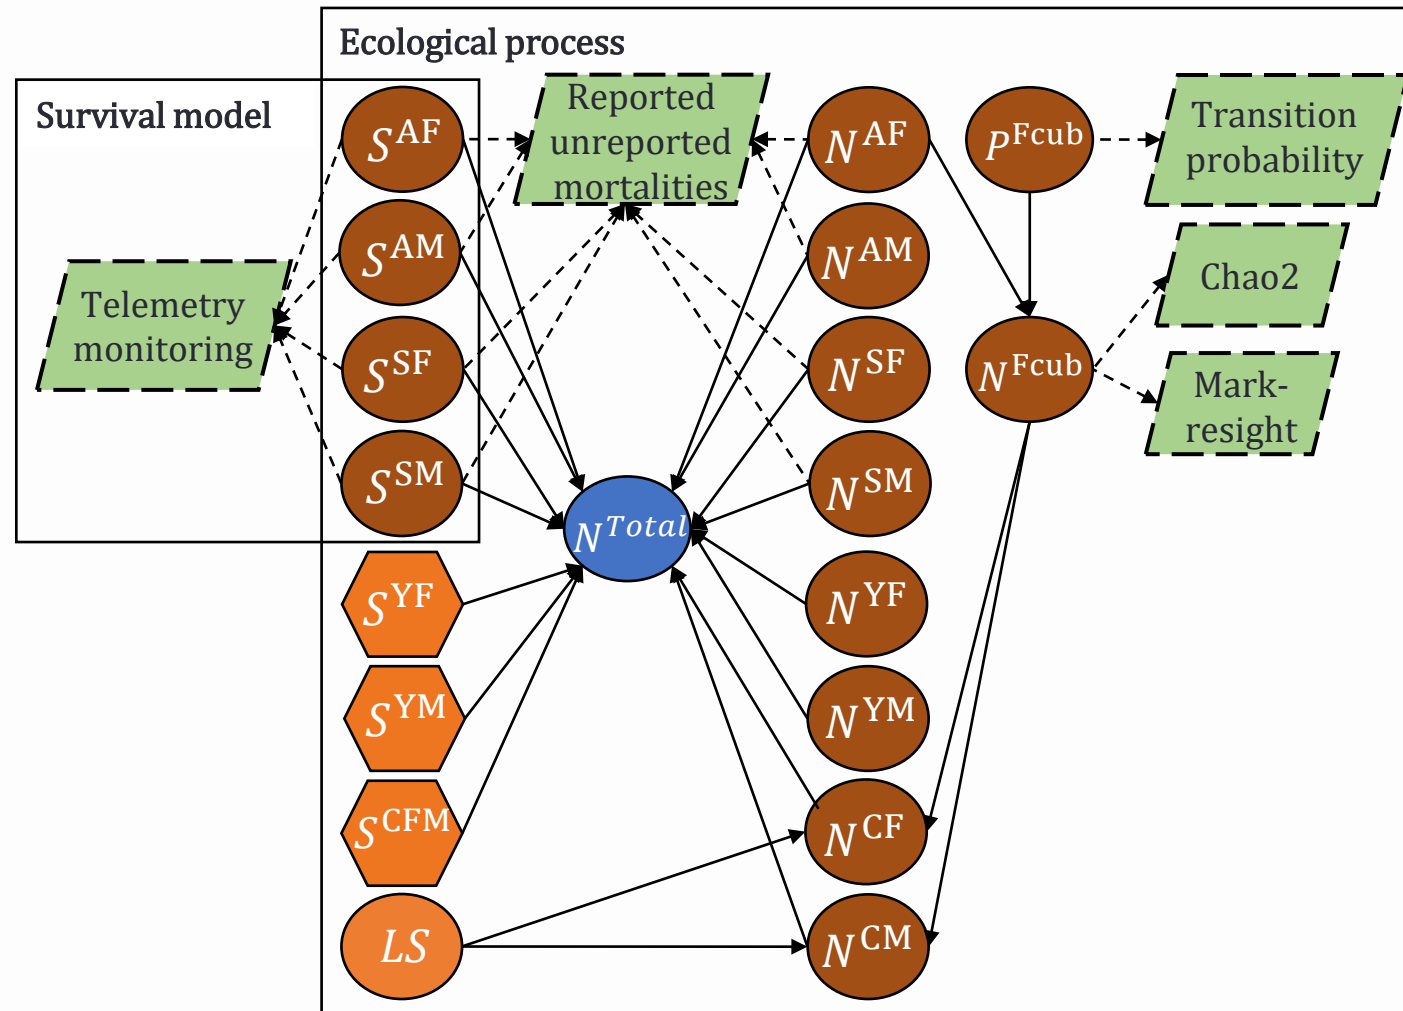 Ecological process
Survival model
Reported
unreported
mortalities
Transition
probability
Chao2
Mark-
resight
Telemetry
monitoring
S^AF
S^AM
S^SF
S^SM
S^YF
S^YM
S^CFM
LS
N^Total
N^AF
N^AM
N^SF
N^SM
N^YF
N^YM
N^CF
N^CM
P^Fcub
N^Fcub